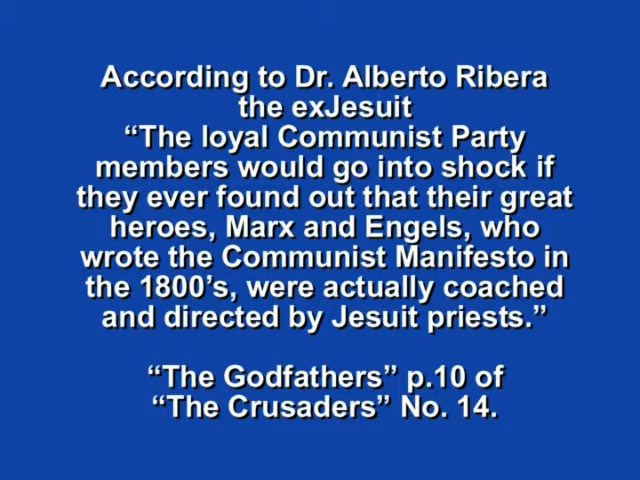 According to Dr. Alberto Ribera
the exJesuit
“The loyal Communist Party
members would go into shock if
they ever found out that their great
heroes, Marx and Engels, who
wrote the Communist Manifesto in
the 1800’s, were actually coached
and directed by Jesuit priests.”
“The Godfathers” p.10 of
“The Crusaders” No. 14.